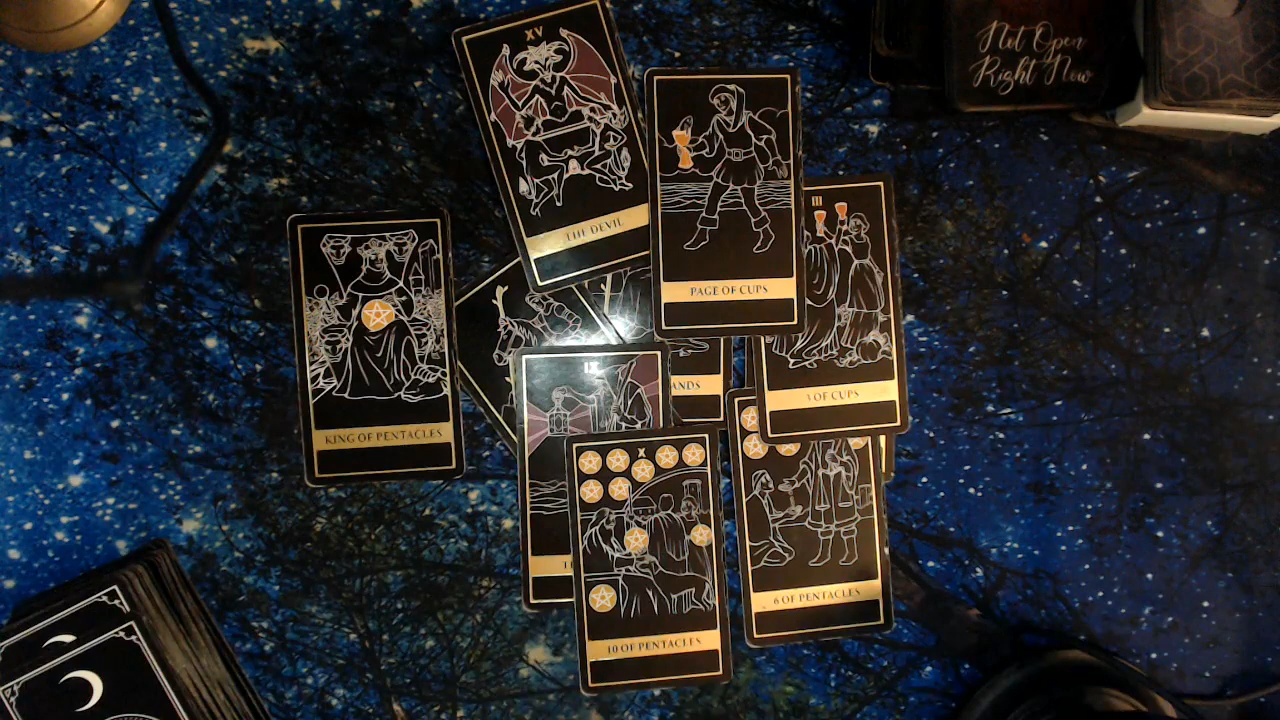 XV
THE DEVIL
PAGE OF CUPS
Not Open
Right Now
III
3 OF CUPS
KING OF PENTACLES
ANDS
IX
X
10 OF PENTACLES
6 OF PENTACLES